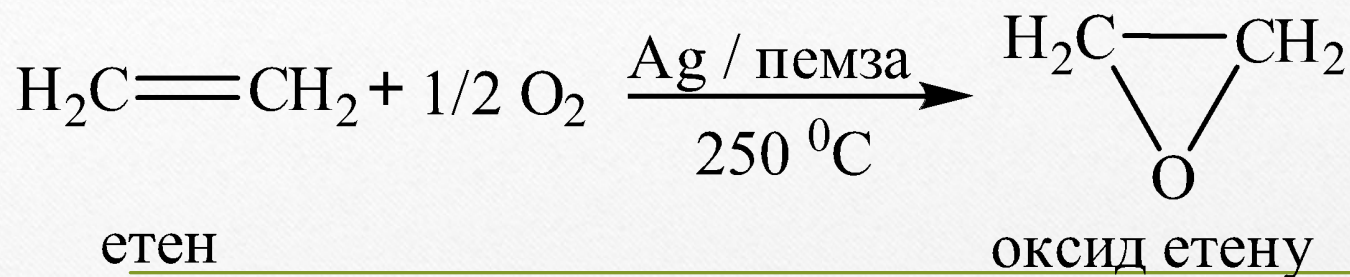 H₂C=CH₂ + 1/2 O₂
Ag / пемза
250 ⁰C
H₂C—CH₂
O
етен
оксид етену